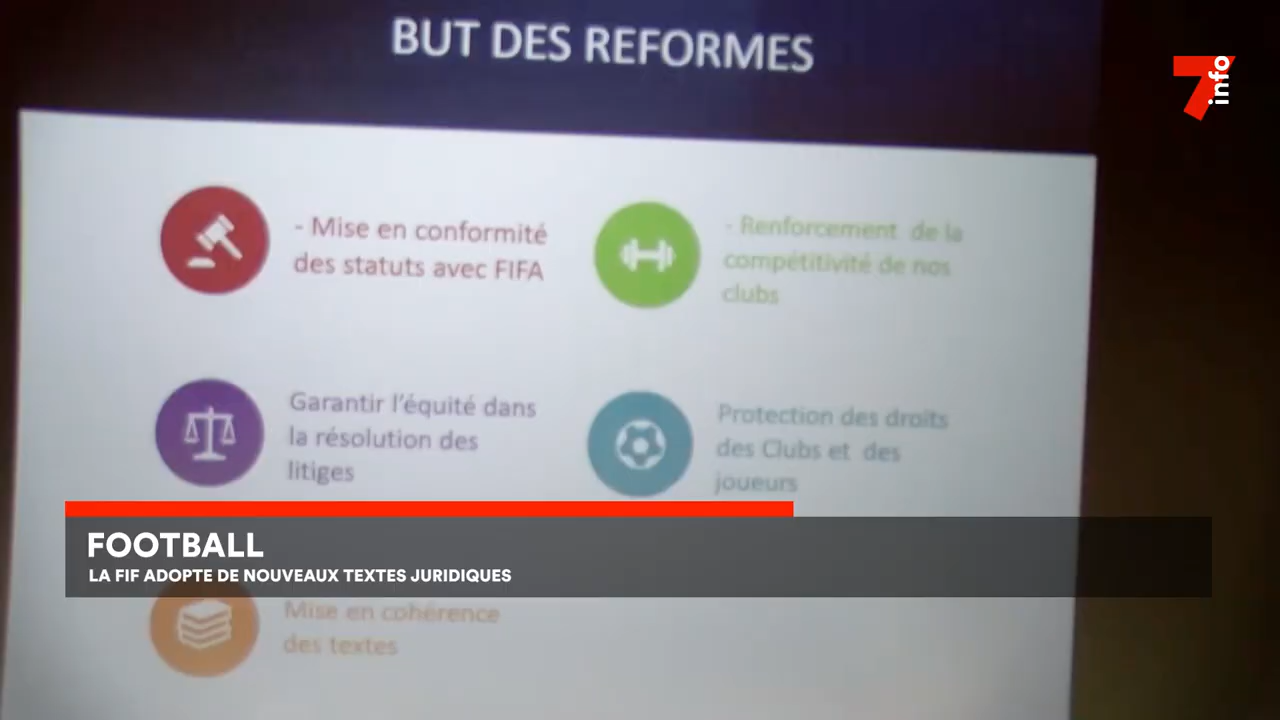 BUT DES REFORMES
7 info
- Mise en conformité
des statuts avec FIFA
- Renforcement de la
compétitivité de nos
clubs
Garantir l'équité dans
la résolution des
litiges
Protection des droits
des Clubs et des
joueurs
FOOTBALL
LA FIF ADOPTE DE NOUVEAUX TEXTES JURIDIQUES
Mise en cohérence
des textes